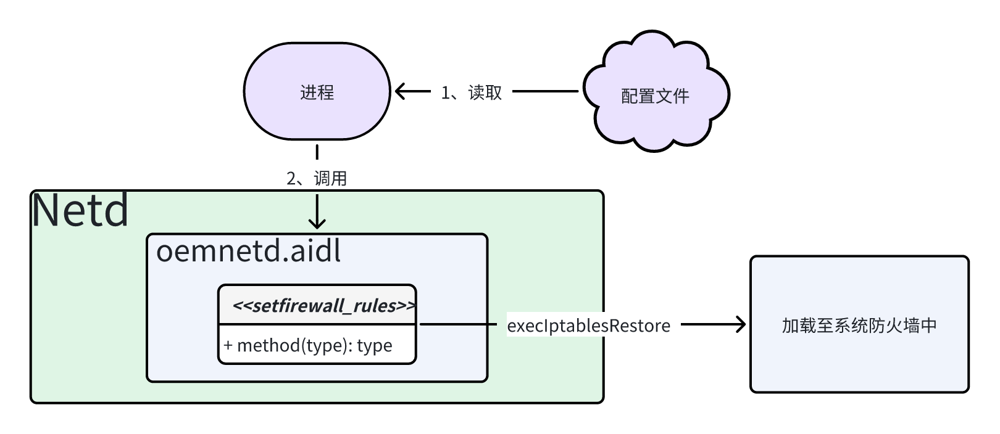 进程
1、读取
配置文件
2、调用
Netd
oemnetd.aidl
<<setfirewall_rules>>
+ method(type): type
execIptablesRestore
加载至系统防火墙中